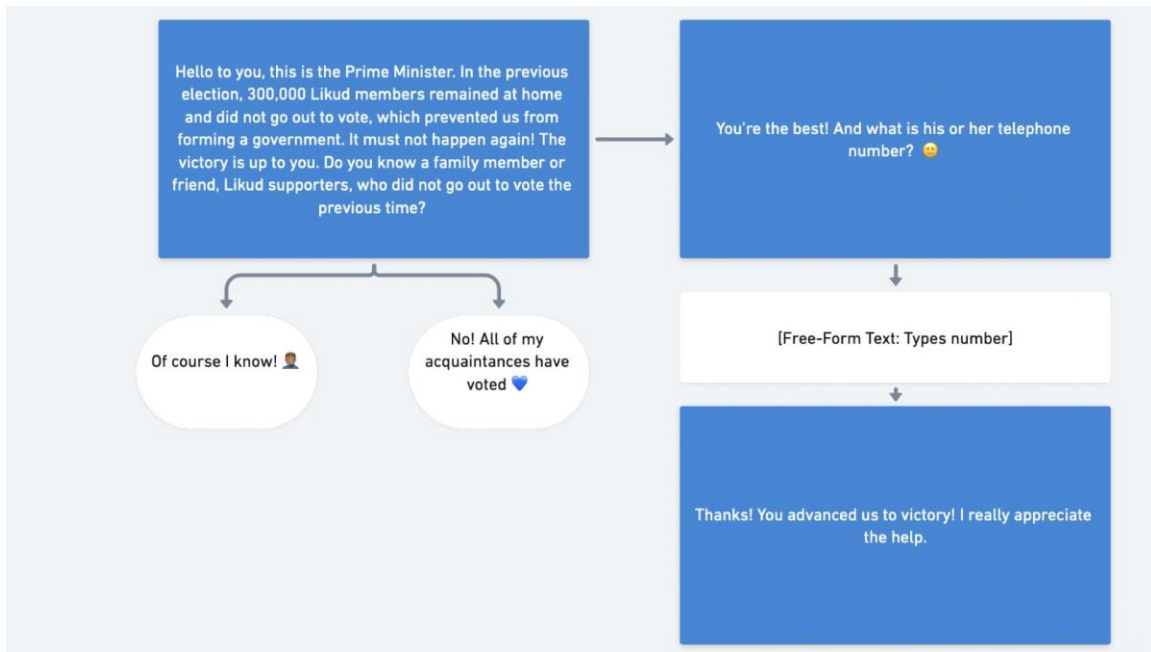 Hello to you, this is the Prime Minister. In the previous
election, 300,000 Likud members remained at home
and did not go out to vote, which prevented us from
forming a government. It must not happen again! The
victory is up to you. Do you know a family member or
friend, Likud supporters, who did not go out to vote the
previous time?
Of course I know! 🤦🏽‍♂️
No! All of my
acquaintances have
voted 💙
You're the best! And what is his or her telephone
number? 🙂
[Free-Form Text: Types number]
Thanks! You advanced us to victory! I really appreciate
the help.